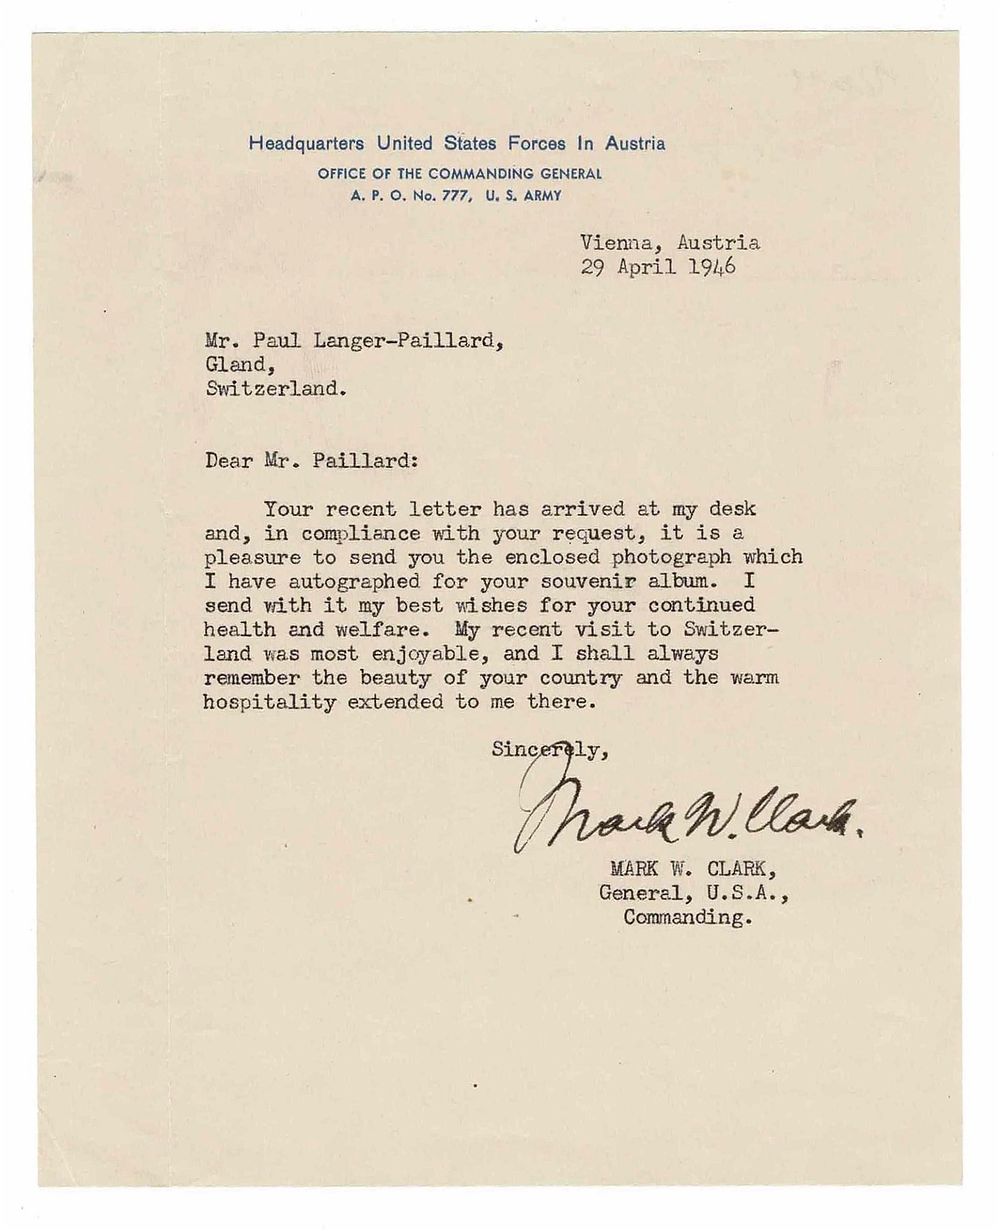 Headquarters United States Forces In Austria
OFFICE OF THE COMMANDING GENERAL
A. P. O. No. 777, U. S. ARMY
Vienna, Austria
29 April 1946
Mr. Paul Langer-Paillard,
Gland,
Switzerland.
Dear Mr. Paillard:
Your recent letter has arrived at my desk
and, in compliance with your request, it is a
pleasure to send you the enclosed photograph which
I have autographed for your souvenir album. I
send with it my best wishes for your continued
health and welfare. My recent visit to Switzer-
land was most enjoyable, and I shall always
remember the beauty of your country and the warm
hospitality extended to me there.
Sincerely,
Mark W. Clark.
MARK W. CLARK,
General, U.S.A.,
Commanding.